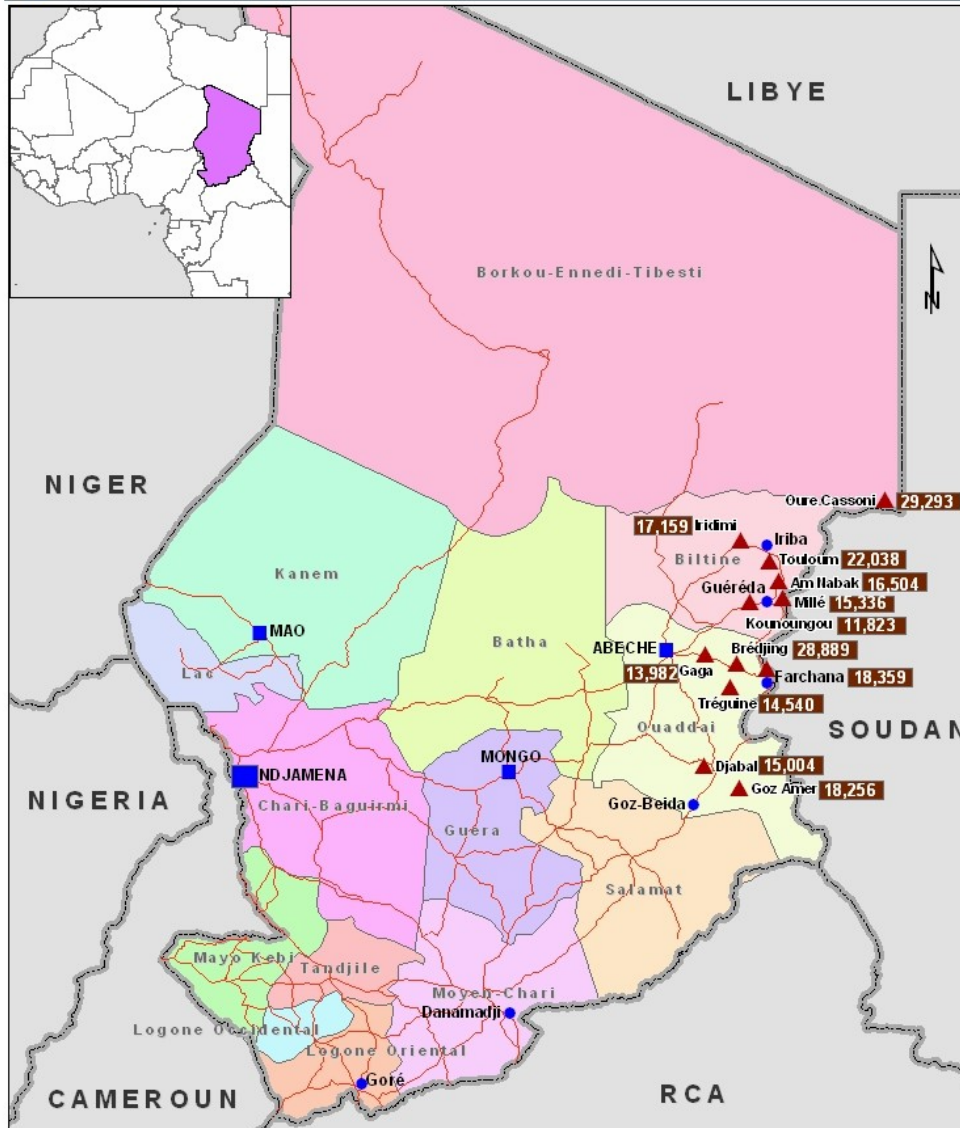 LIBYE
N
Borkou-Ennedi-Tibesti
NIGER
Oure Cassoni 29,293
17,159 Iridimi
Iriba
Biltine
Touloum 22,038
Kanem
Guéréda
Am Nabak 16,504
Millé 15,336
Kounoungou 11,823
MAO
Batha
ABECHE
Brédjing 28,889
Lac
13,982 Gaga
Farchana 18,359
Tréguine 14,540
Ouaddai
SOUDAN
MONGO
Djabal 15,004
NDJAMENA
Goz Amer 18,256
NIGERIA
Chari-Baguirmi
Goz-Beida
Guera
Salamat
Mayo Kebi
Tandjile
Moyen-Chari
Danamadji
Logone Occidental
Logone Oriental
Goré
CAMEROUN
RCA